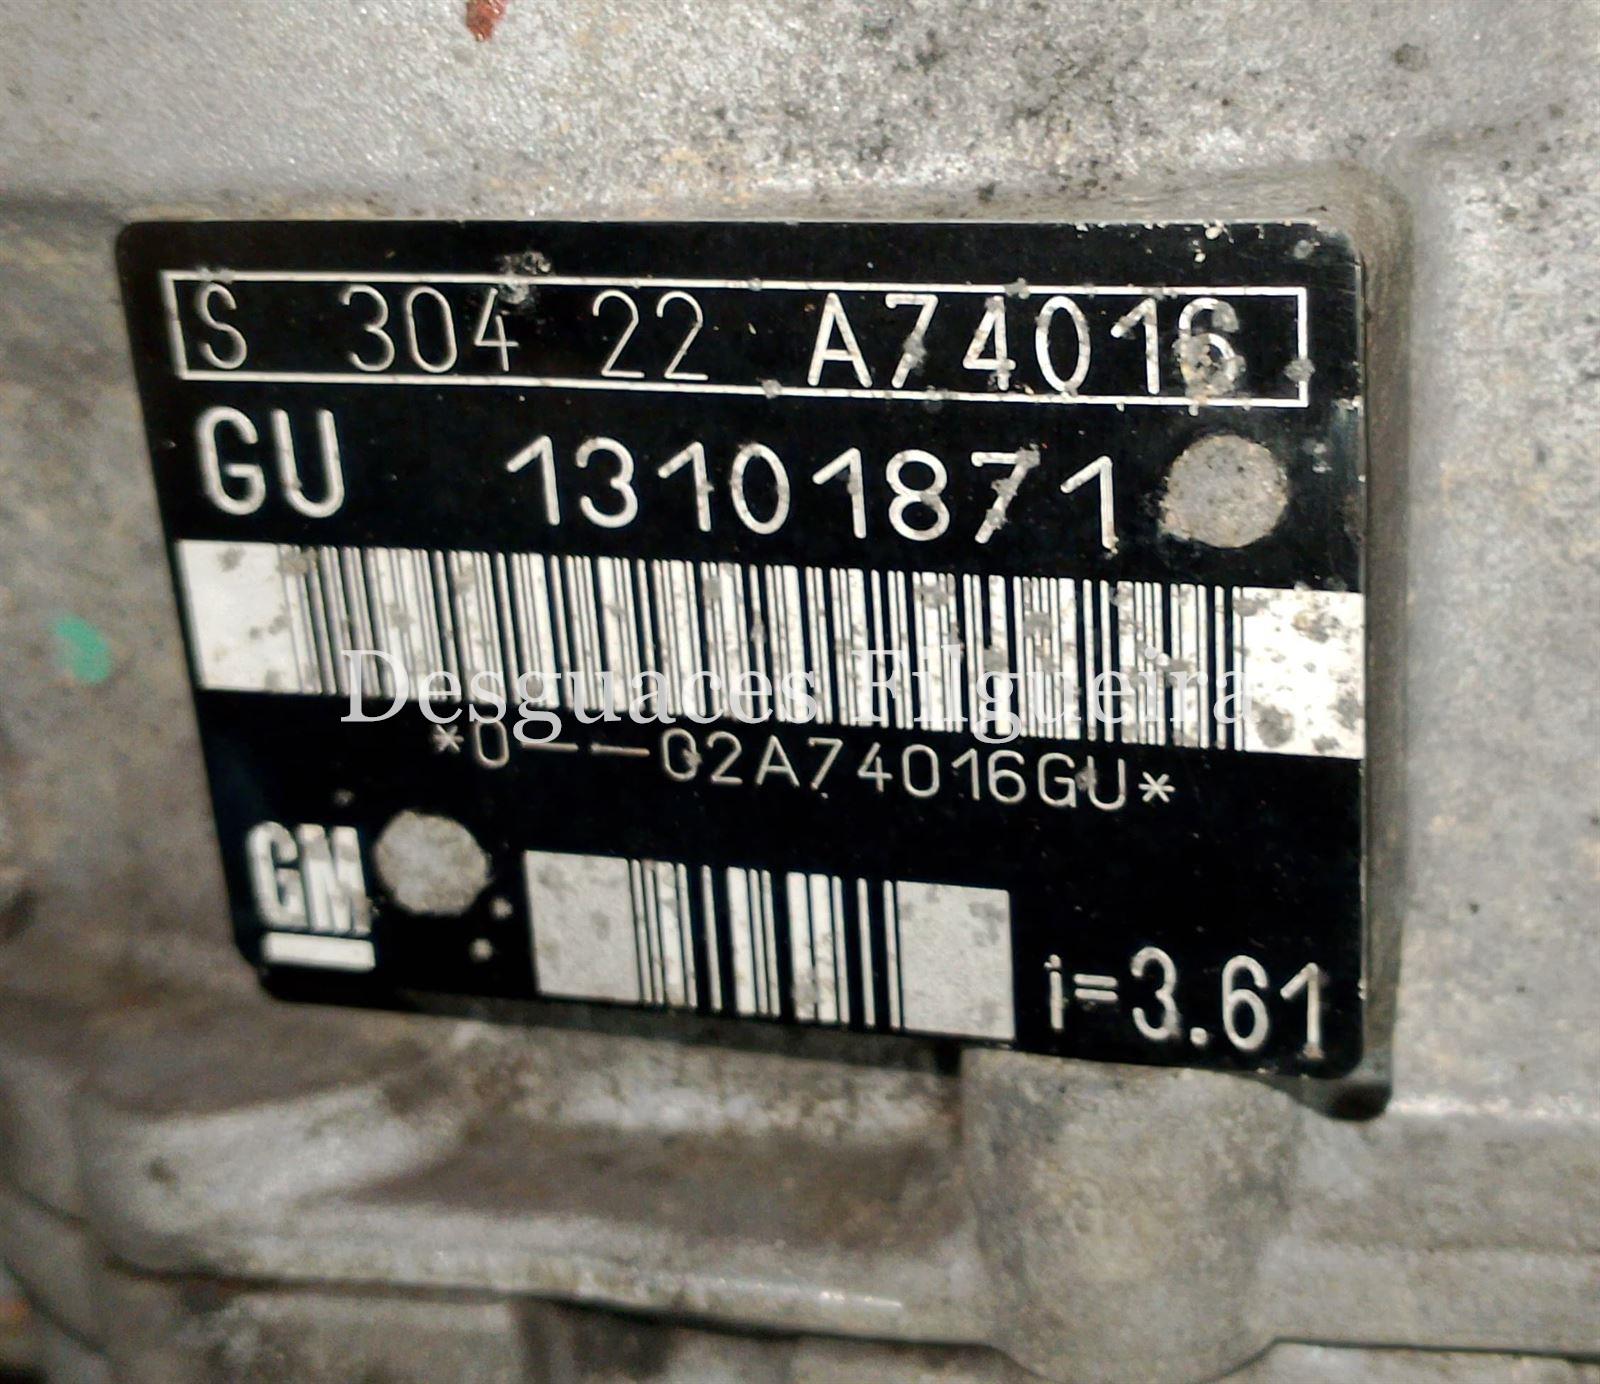 S 304 22 A74016
GU 13101871
Desguaces Filgueira
*0--02A74016GU*
GM
i=3.61